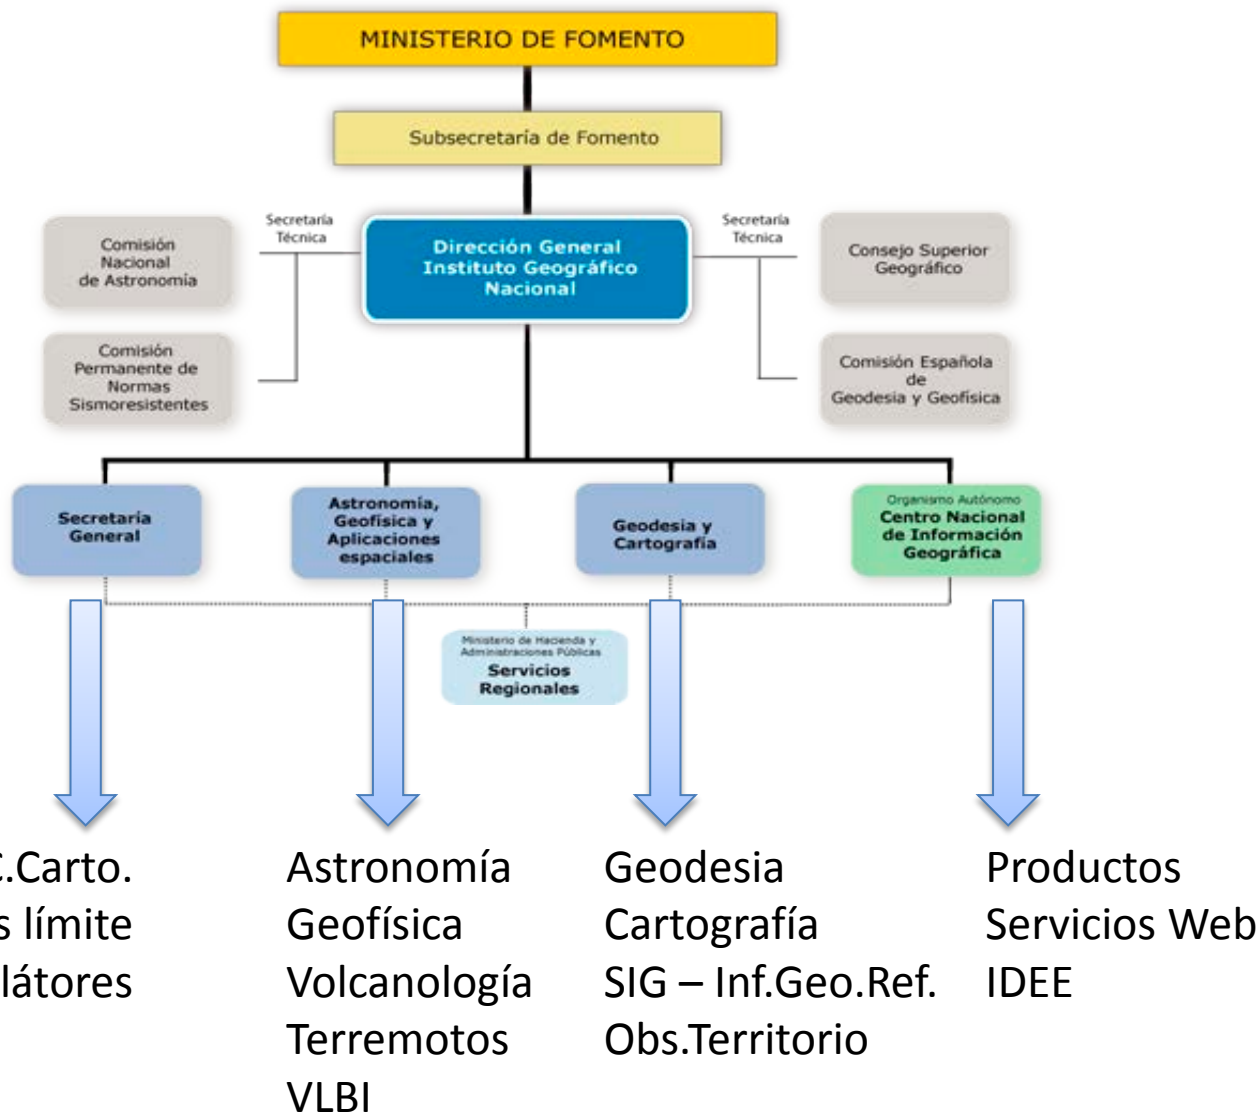 MINISTERIO DE FOMENTO
Subsecretaría de Fomento
Secretaría
Técnica
Secretaría
Técnica
Comisión
Nacional
de Astronomía
Dirección General
Instituto Geográfico
Nacional
Consejo Superior
Geográfico
Comisión
Permanente de
Normas
Sismoresistentes
Comisión Española
de
Geodesia y Geofísica
Secretaría
General
Astronomía,
Geofísica y
Aplicaciones
espaciales
Geodesia y
Cartografía
Organismo Autónomo
Centro Nacional
de Información
Geográfica
Ministerio de Hacienda y
Administraciones Públicas
Servicios
Regionales
C.Carto.
límite
Astronomía
Geofísica
Volcanología
Terremotos
VLBI
Geodesia
Cartografía
SIG – Inf.Geo.Ref.
Obs.Territorio
Productos
Servicios Web
IDEE